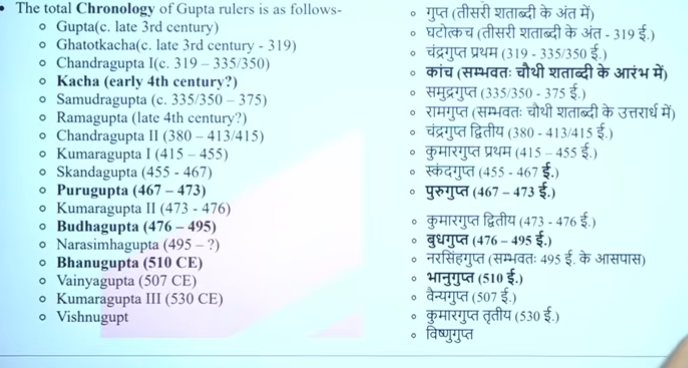 The total Chronology of Gupta rulers is as follows-
Gupta(c. late 3rd century)
Ghatotkacha(c. late 3rd century - 319)
Chandragupta I(c. 319 – 335/350)
Kacha (early 4th century?)
Samudragupta (c. 335/350 – 375)
Ramagupta (late 4th century?)
Chandragupta II (380 – 413/415)
Kumaragupta I (415 – 455)
Skandagupta (455 - 467)
Purugupta (467 – 473)
Kumaragupta II (473 - 476)
Budhagupta (476 – 495)
Narasimhagupta (495 – ?)
Bhanugupta (510 CE)
Vainyagupta (507 CE)
Kumaragupta III (530 CE)
Vishnugupt
गुप्त (तीसरी शताब्दी के अंत में)
घटोत्कच (तीसरी शताब्दी के अंत - 319 ई.)
चंद्रगुप्त प्रथम (319 - 335/350 ई.)
कांच (सम्भवतः चौथी शताब्दी के आरंभ में)
समुद्रगुप्त (335/350 - 375 ई.)
रामगुप्त (सम्भवतः चौथी शताब्दी के उत्तरार्ध में)
चंद्रगुप्त द्वितीय (380 - 413/415 ई.)
कुमारगुप्त प्रथम (415 – 455 ई.)
स्कंदगुप्त (455 - 467 ई.)
पुरुगुप्त (467 – 473 ई.)
कुमारगुप्त द्वितीय (473 - 476 ई.)
बुधगुप्त (476 – 495 ई.)
नरसिंहगुप्त (सम्भवतः 495 ई. के आसपास)
भानुगुप्त (510 ई.)
वैन्यगुप्त (507 ई.)
कुमारगुप्त तृतीय (530 ई.)
विष्णुगुप्त